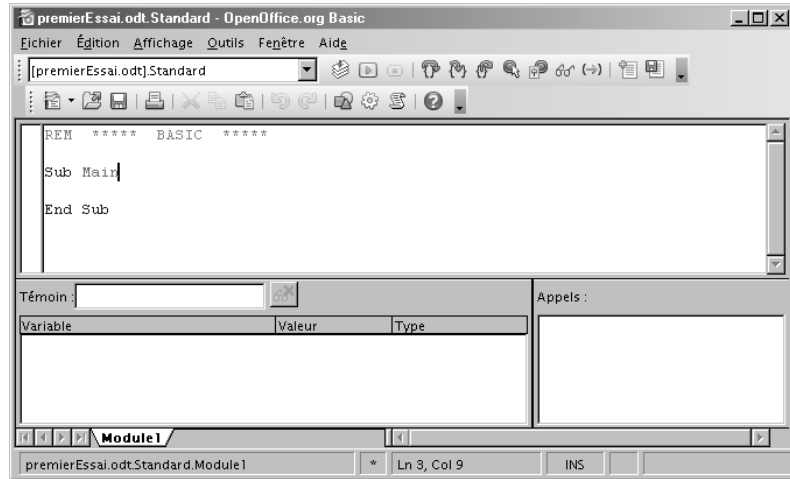 premierEssai.odt.Standard - OpenOffice.org Basic
Fichier Édition Affichage Outils Fenêtre Aide
[premierEssai.odt].Standard
REM ***** BASIC *****
Sub Main
End Sub
Témoin :
Appels :
Variable Valeur Type
Module1
premierEssai.odt.Standard.Module1 * Ln 3, Col 9 INS